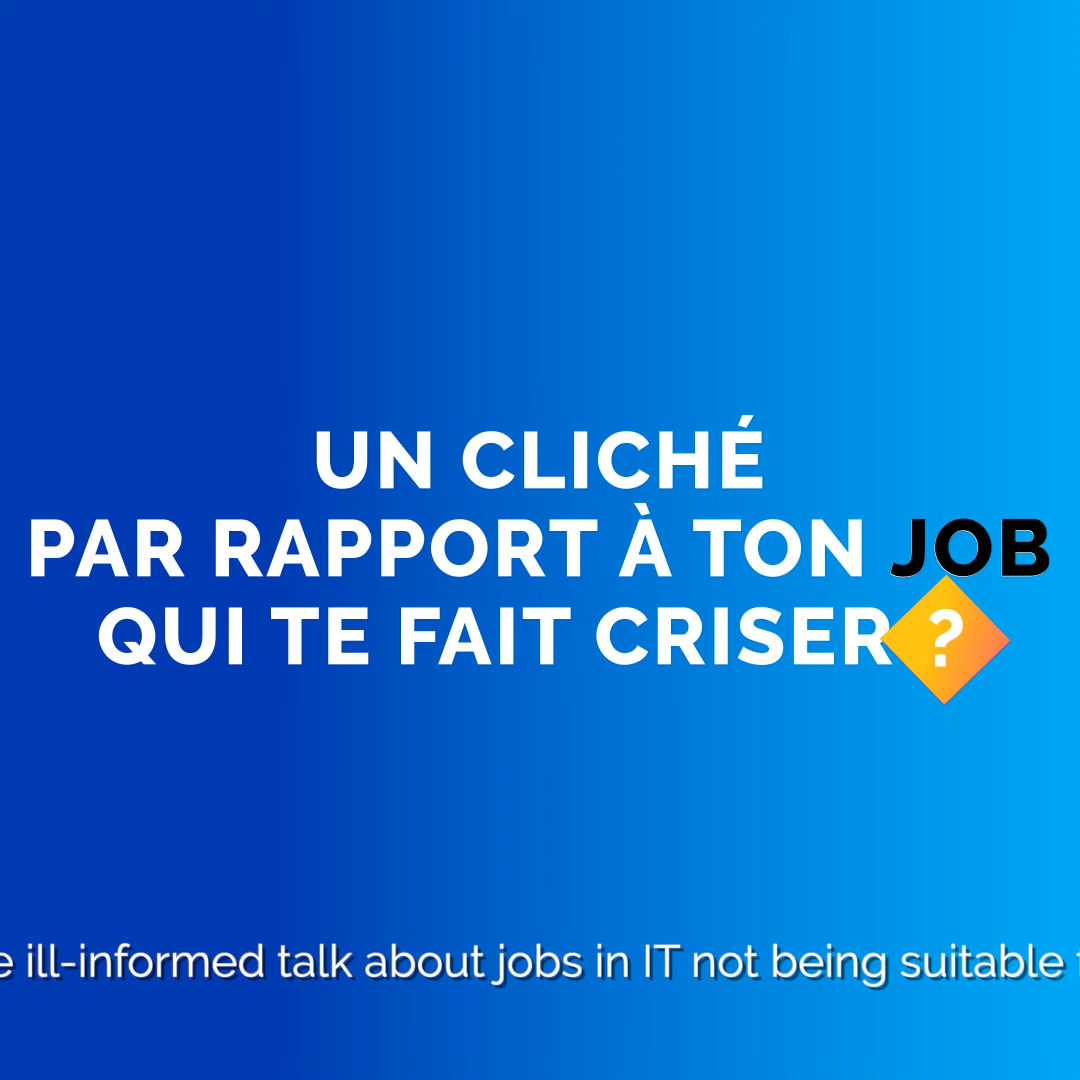 UN CLICHÉ
PAR RAPPORT À TON JOB
QUI TE FAIT CRISER ?
ill-informed talk about jobs in IT not being suitable